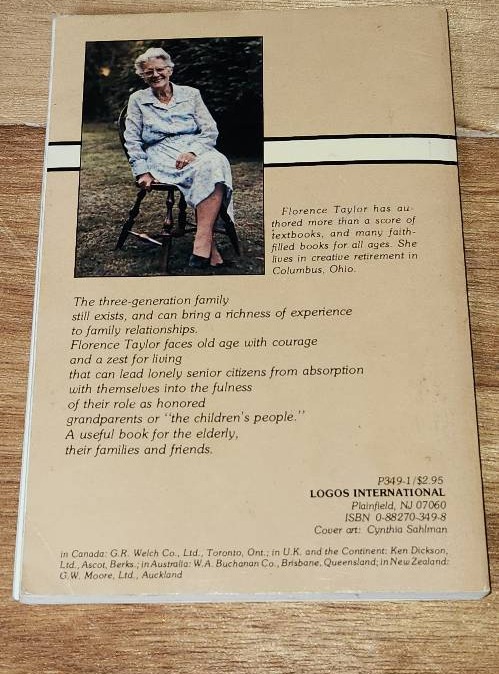 Florence Taylor has au-
thored more than a score of
textbooks, and many faith-
filled books for all ages. She
lives in creative retirement in
Columbus, Ohio.
The three-generation family
still exists, and can bring a richness of experience
to family relationships.
Florence Taylor faces old age with courage
and a zest for living
that can lead lonely senior citizens from absorption
with themselves into the fulness
of their role as honored
grandparents or "the children's people."
A useful book for the elderly,
their families and friends.
P349-1/$2.95
LOGOS INTERNATIONAL
Plainfield, NJ 07060
ISBN 0-88270-349-8
Cover art: Cynthia Sahlman
in Canada: G.R. Welch Co., Ltd., Toronto, Ont.; in U.K. and the Continent: Ken Dickson,
Ltd., Ascot, Berks.; in Australia: W.A. Buchanan Co., Brisbane, Queensland; in New Zealand:
G.W. Moore, Ltd., Auckland